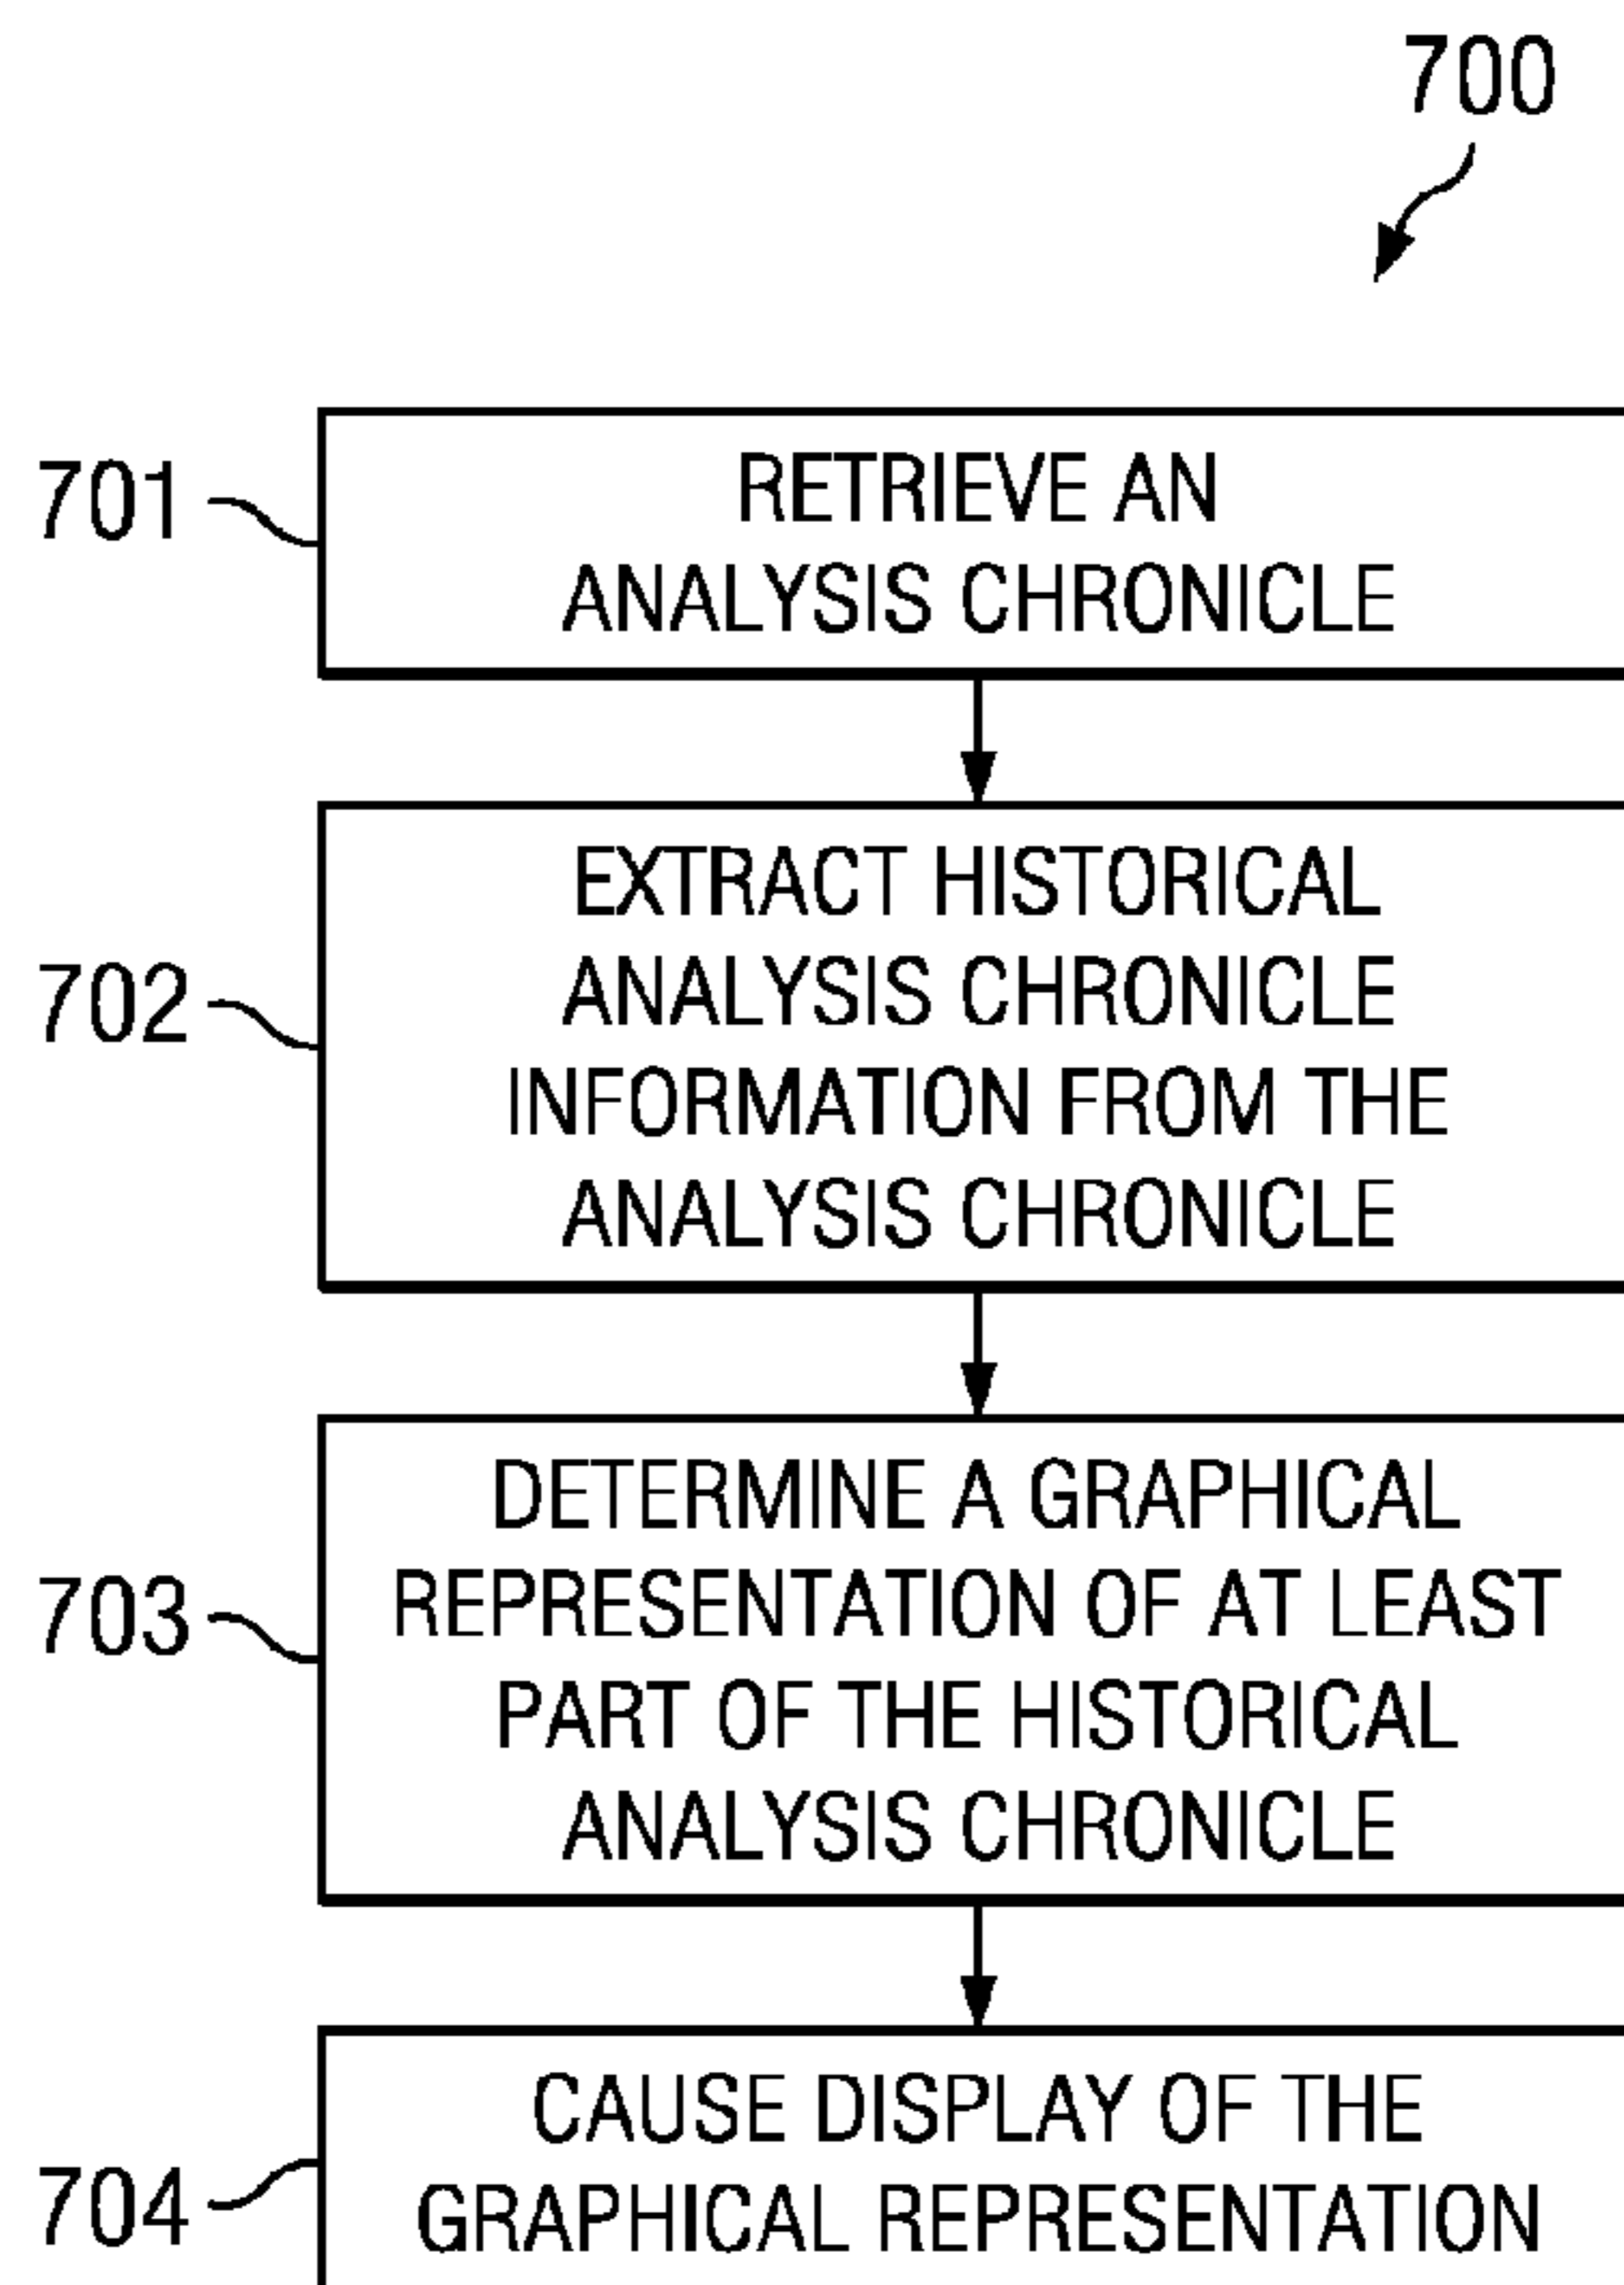 700
701
RETRIEVE AN
ANALYSIS CHRONICLE
702
EXTRACT HISTORICAL
ANALYSIS CHRONICLE
INFORMATION FROM THE
ANALYSIS CHRONICLE
703
DETERMINE A GRAPHICAL
REPRESENTATION OF AT LEAST
PART OF THE HISTORICAL
ANALYSIS CHRONICLE
704
CAUSE DISPLAY OF THE
GRAPHICAL REPRESENTATION